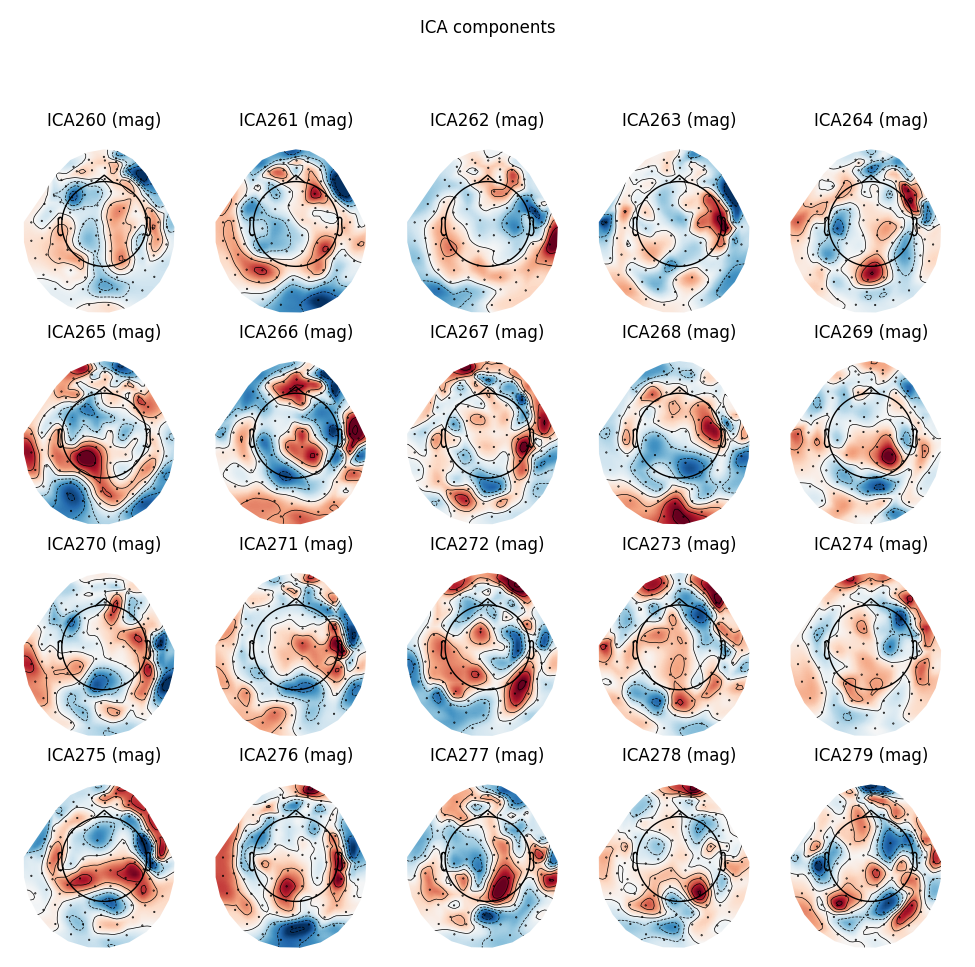 ICA components
ICA260 (mag) ICA261 (mag) ICA262 (mag) ICA263 (mag) ICA264 (mag)
ICA265 (mag) ICA266 (mag) ICA267 (mag) ICA268 (mag) ICA269 (mag)
ICA270 (mag) ICA271 (mag) ICA272 (mag) ICA273 (mag) ICA274 (mag)
ICA275 (mag) ICA276 (mag) ICA277 (mag) ICA278 (mag) ICA279 (mag)